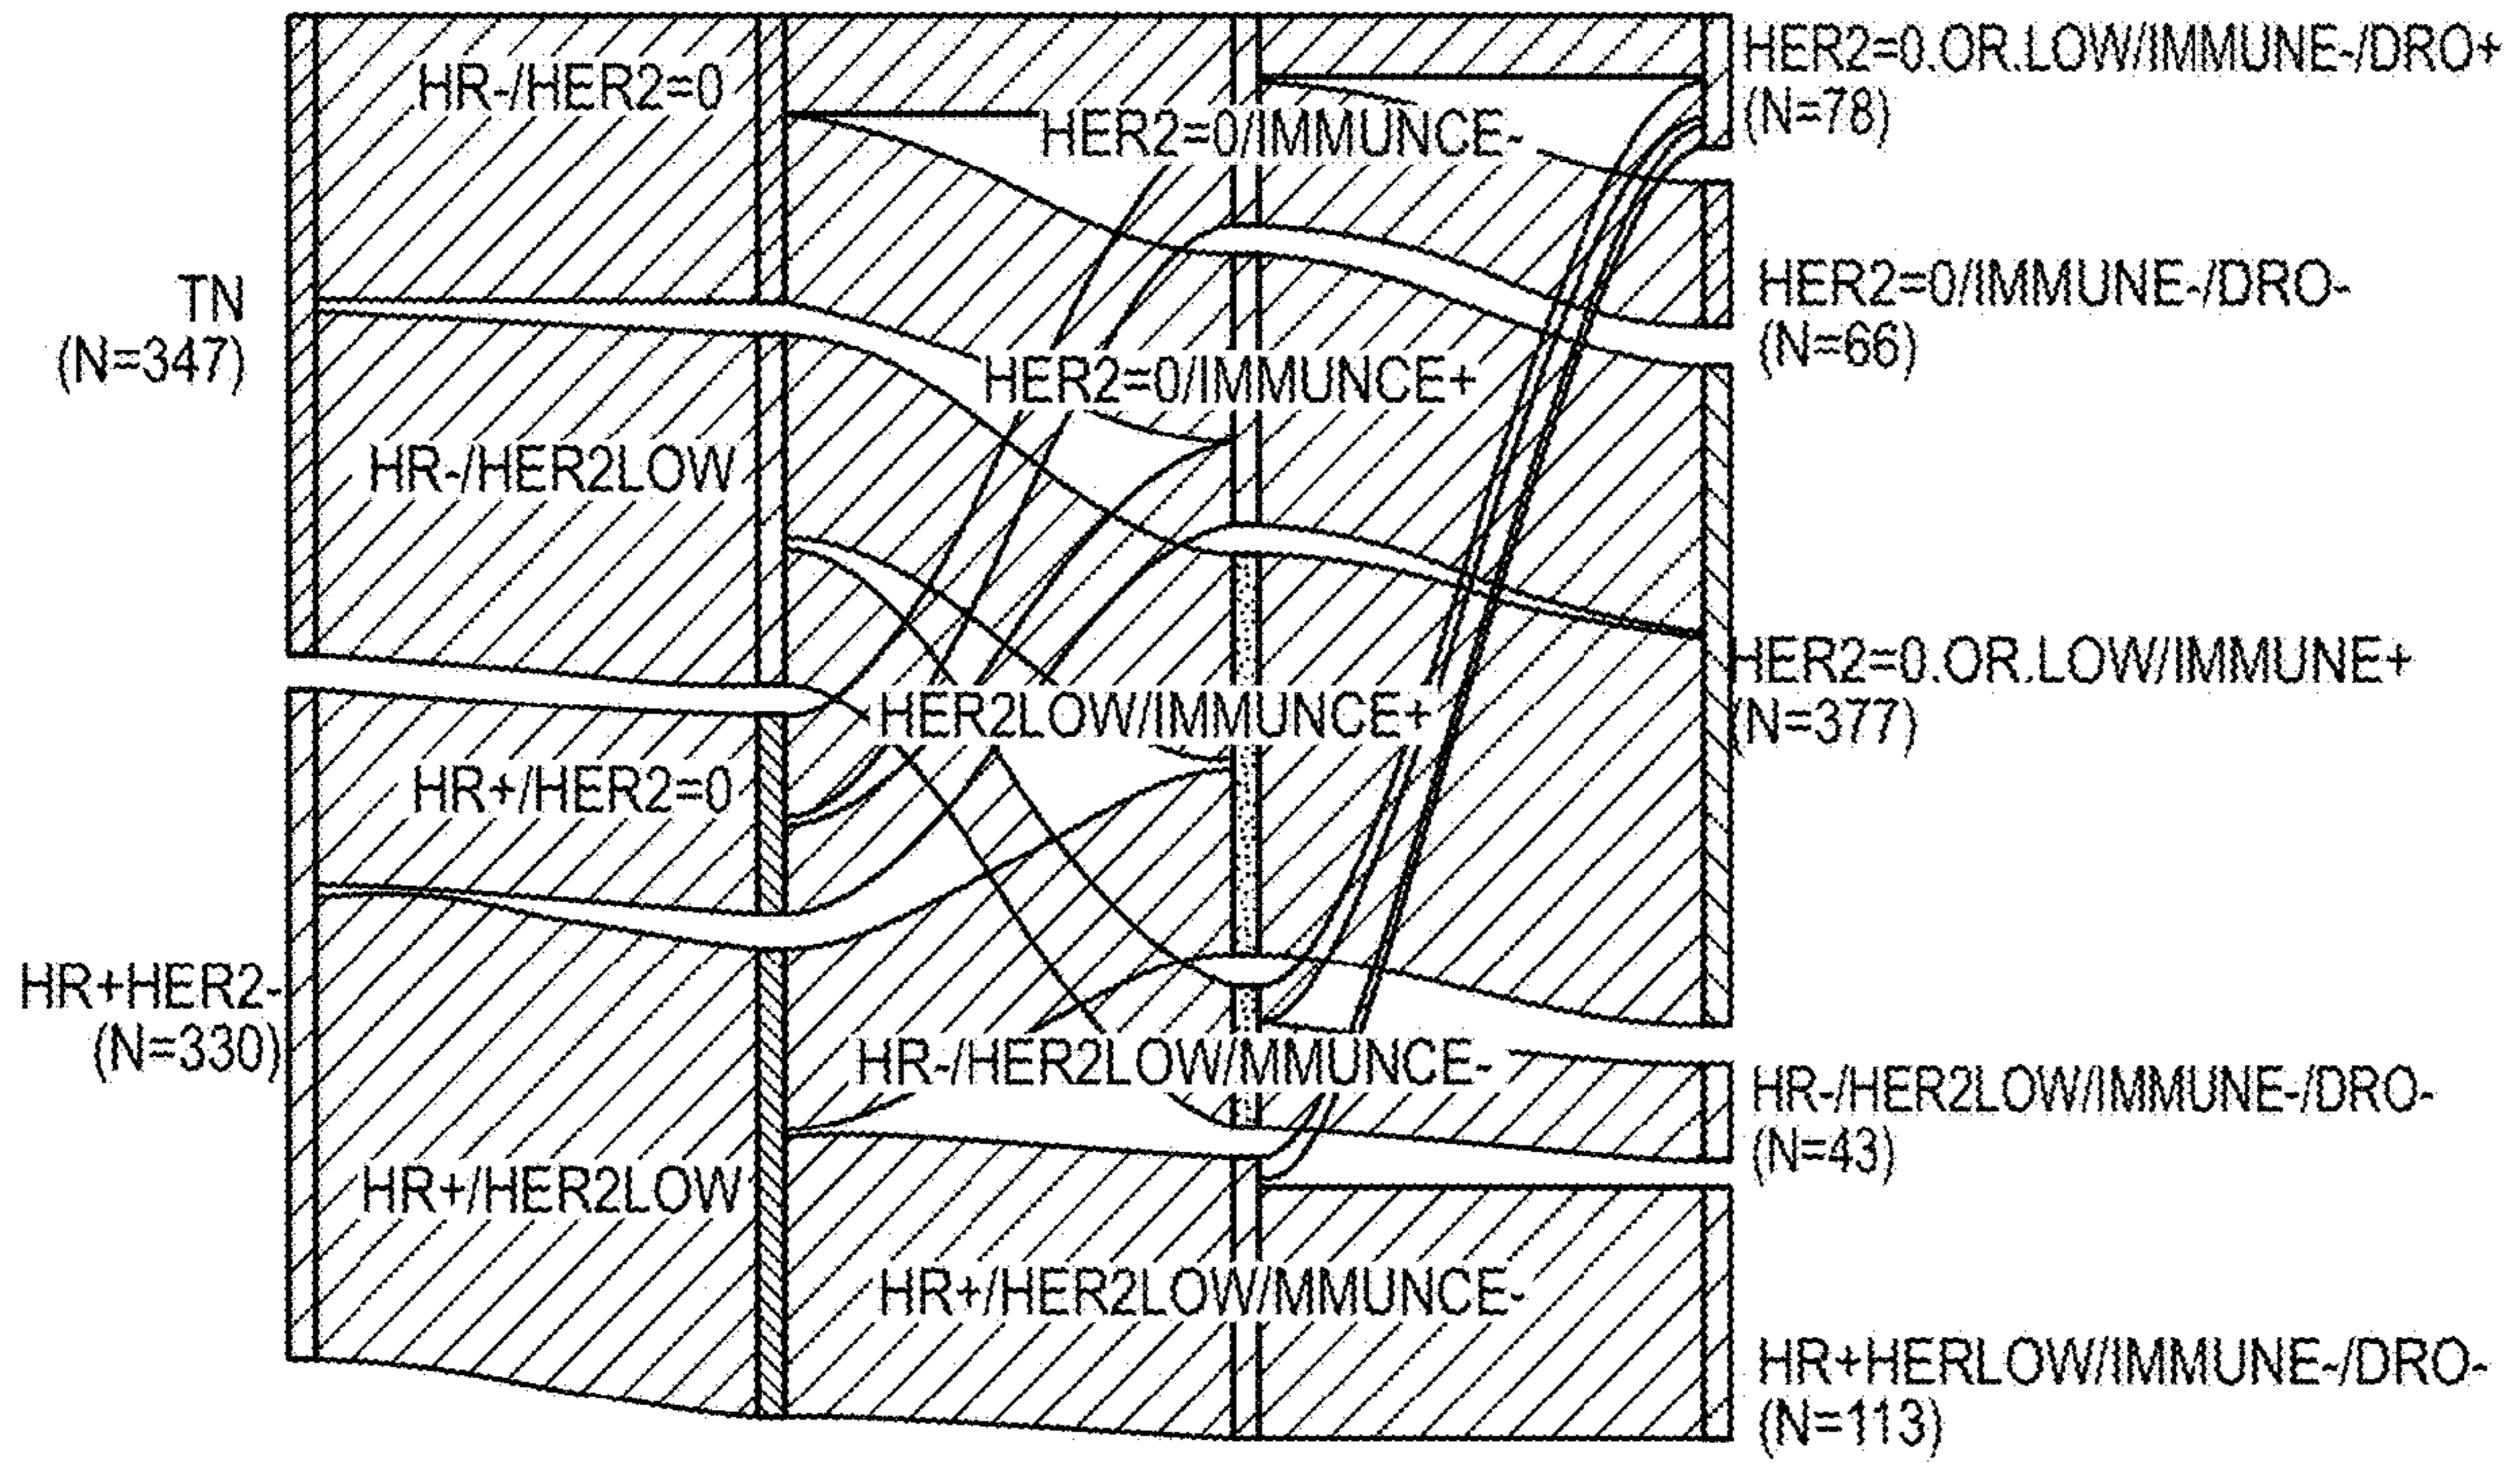 TN
(N=347)
HR+HER2-
(N=330)
HR-/HER2=0
HR-/HER2LOW
HR+/HER2=0
HR+/HER2LOW
HER2=0/IMMUNCE-
HER2=0/IMMUNCE+
HER2LOW/IMMUNCE+
HR-/HER2LOW/MMUNCE-
HR+/HER2LOW/MMUNCE-
HER2=0.OR.LOW/IMMUNE-/DRO+
(N=78)
HER2=0/IMMUNE-/DRO-
(N=66)
HER2=0.OR.LOW/IMMUNE+
(N=377)
HR-/HER2LOW/IMMUNE-/DRO-
(N=43)
HR+HERLOW/IMMUNE-/DRO-
(N=113)